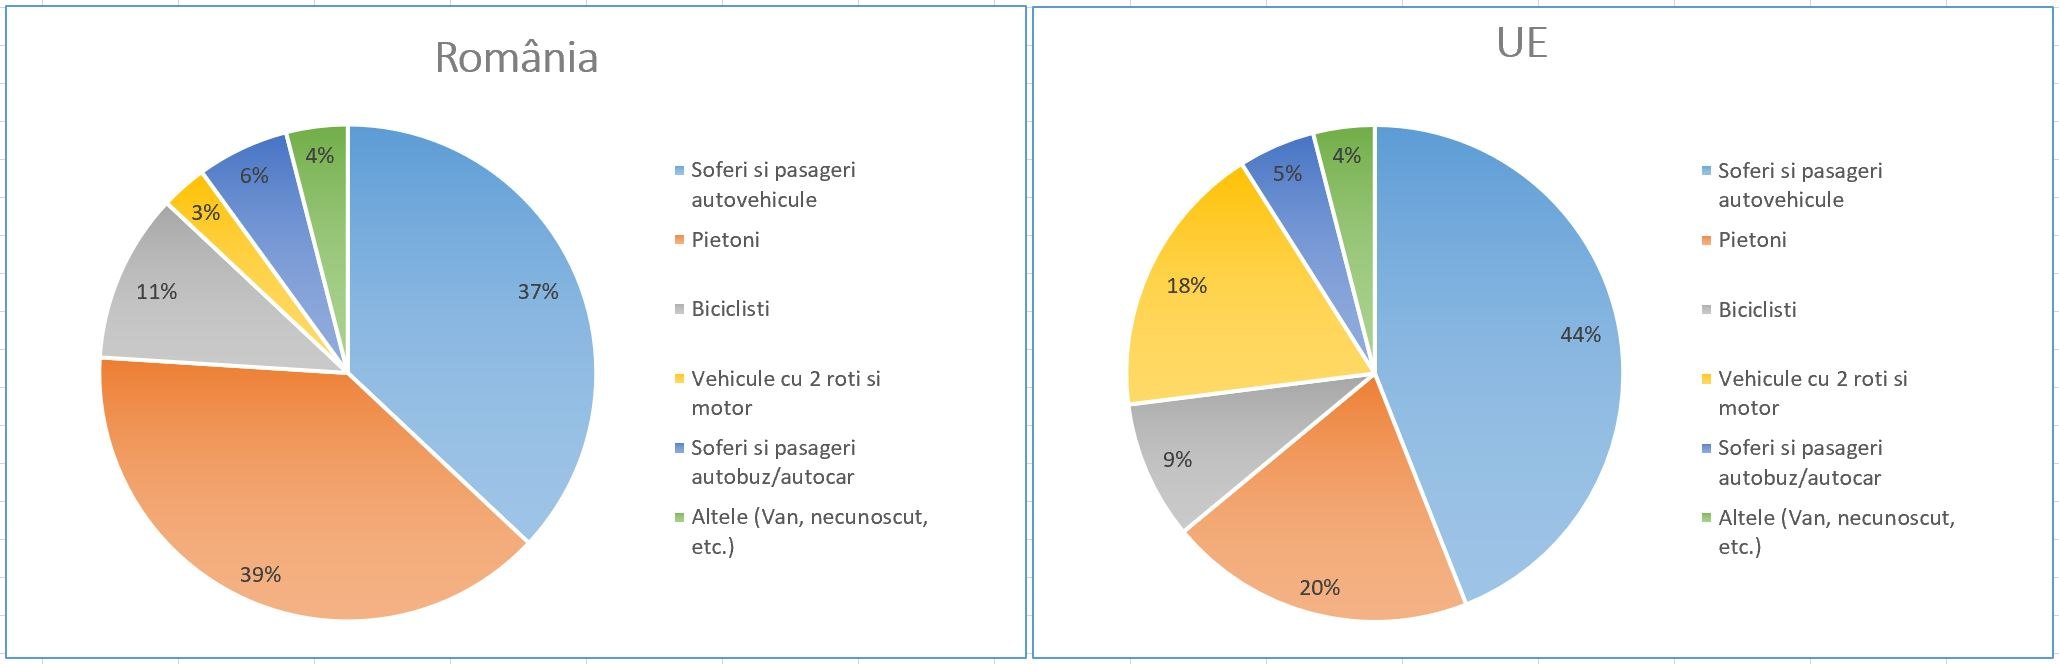 România
4%
6%
3%
11%
37%
39%
Soferi si pasageri
autovehicule
Pietoni
Biciclisti
Vehicule cu 2 roti si
motor
Soferi si pasageri
autobuz/autocar
Altele (Van, necunoscut,
etc.)
UE
4%
5%
18%
44%
9%
20%
Soferi si pasageri
autovehicule
Pietoni
Biciclisti
Vehicule cu 2 roti si
motor
Soferi si pasageri
autobuz/autocar
Altele (Van, necunoscut,
etc.)